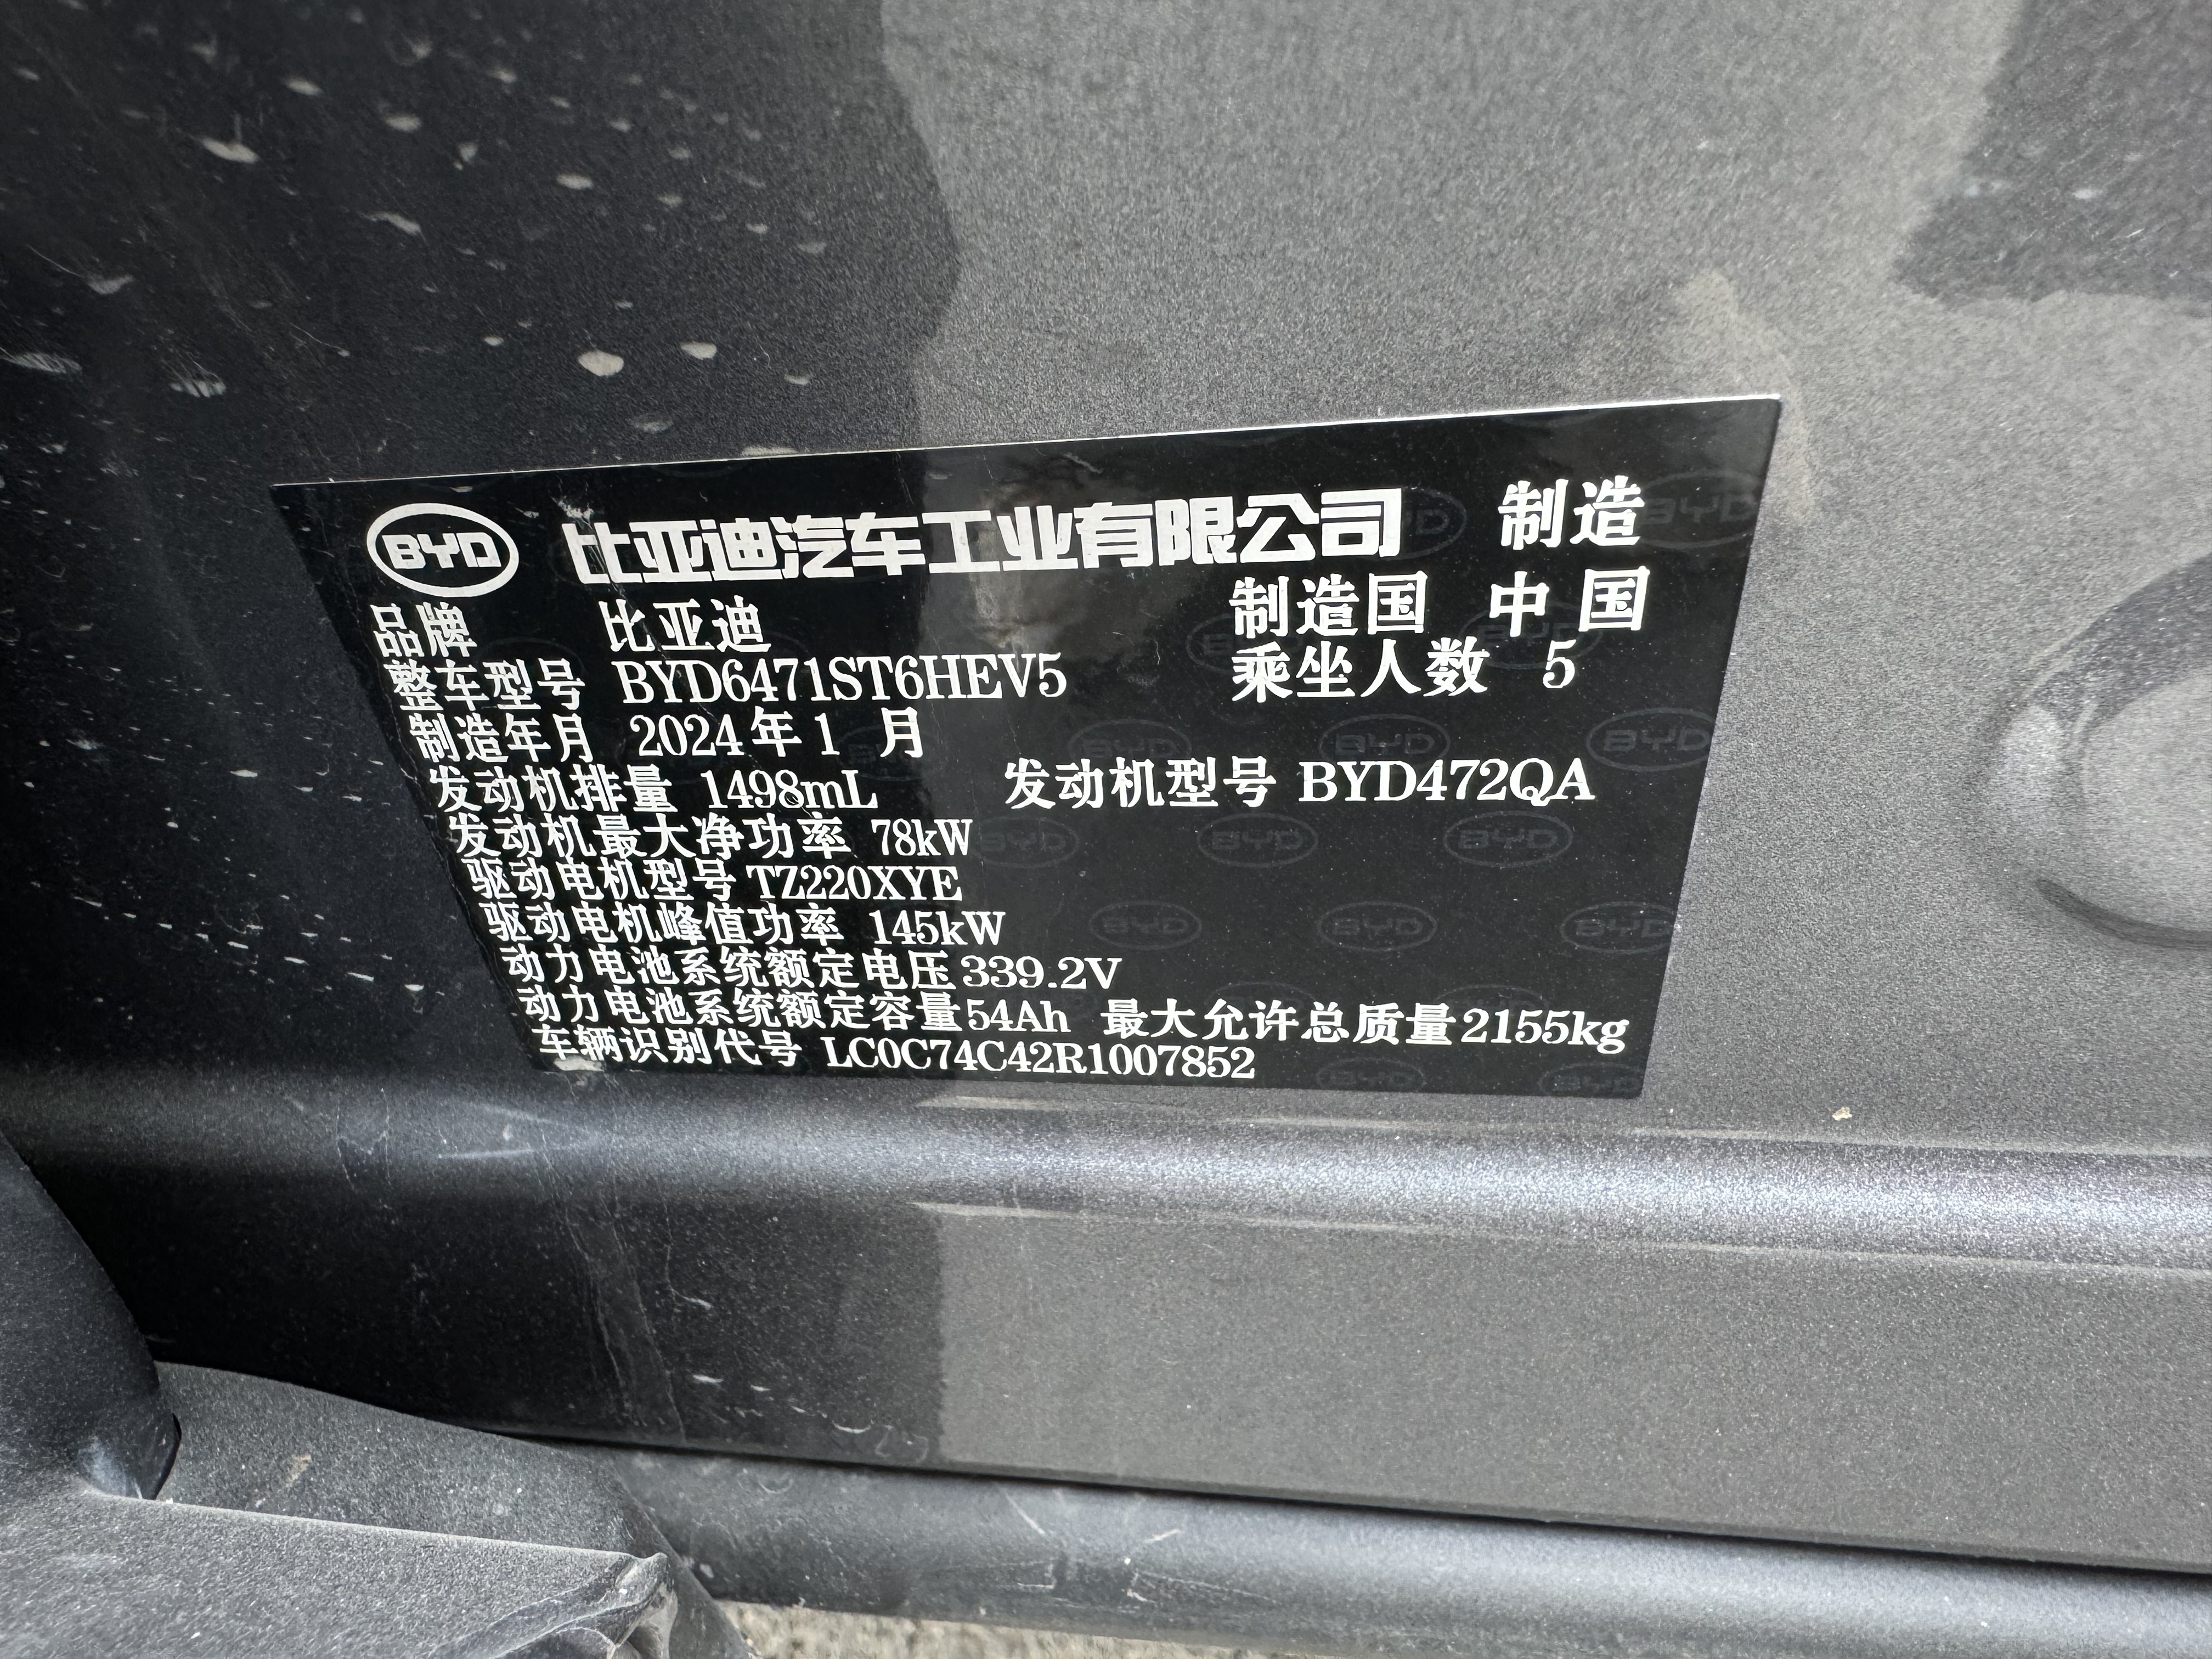 BYD 比亚迪汽车工业有限公司 制造
品牌 比亚迪 制造国 中国
整车型号 BYD6471ST6HEV5 乘坐人数 5
制造年月 2024年1月
发动机排量 1498mL 发动机型号 BYD472QA
发动机最大净功率 78kW
驱动电机型号 TZ220XYE
驱动电机峰值功率 145kW
动力电池系统额定电压 339.2V
动力电池系统额定容量 54Ah 最大允许总质量 2155kg
车辆识别代号 LC0C74C42R1007852